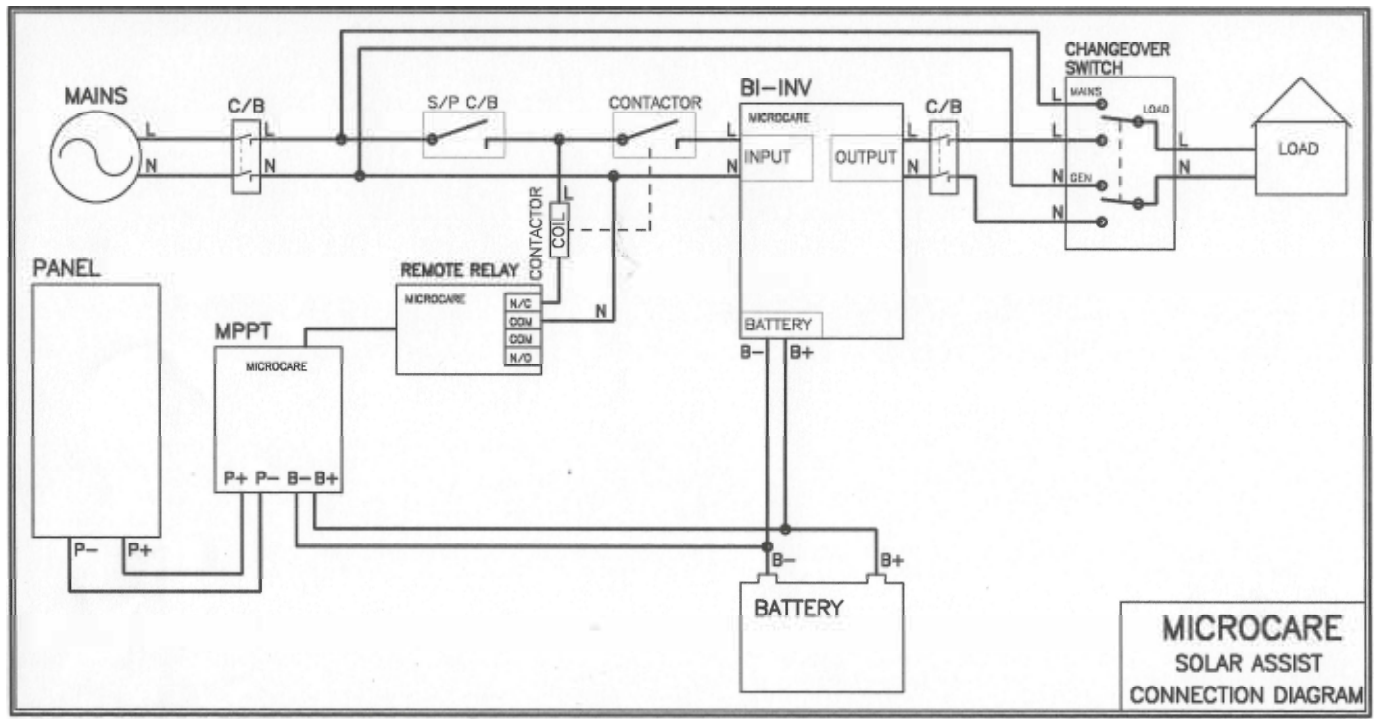 MAINS
C/B
L
N
L
N
S/P C/B
CONTACTOR
BI-INV
MICROCARE
L
N
INPUT
OUTPUT
L
N
C/B
CHANGEOVER
SWITCH
L
MAINS
LOAD
L
N
GEN
N
L
N
LOAD
CONTACTOR
COIL
L
N
BATTERY
B-
B+
PANEL
P-
P+
MPPT
MICROCARE
P+ P- B- B+
REMOTE RELAY
MICROCARE
N/C
COM
COM
N/O
B-
B+
BATTERY
MICROCARE
SOLAR ASSIST
CONNECTION DIAGRAM